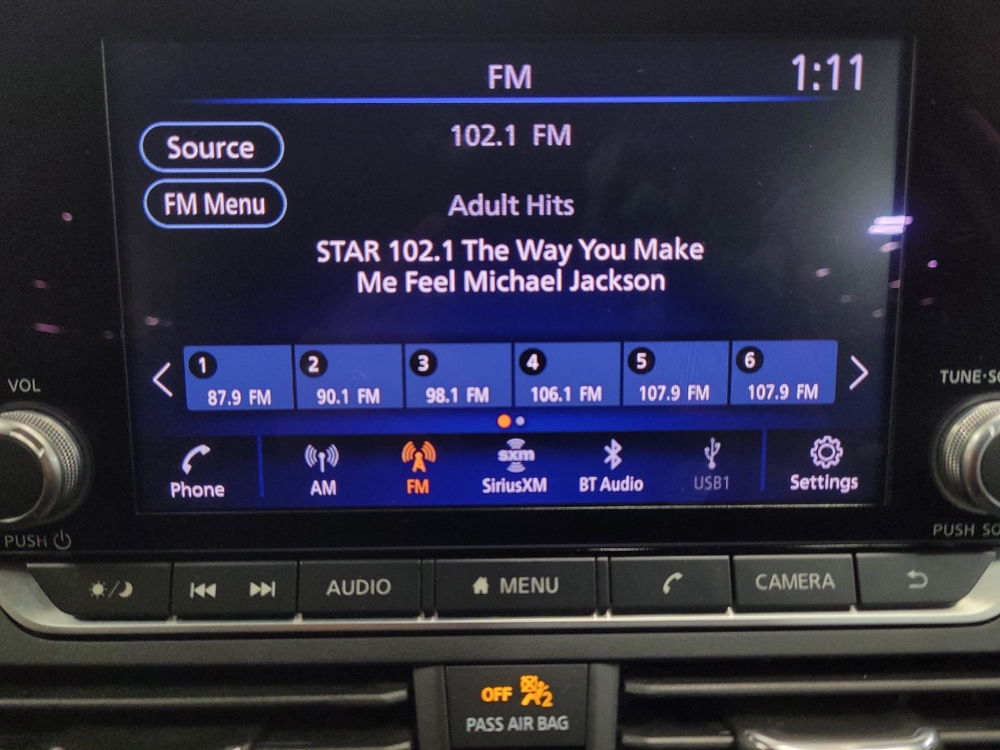 FM
1:11
Source
102.1 FM
FM Menu
Adult Hits
STAR 102.1 The Way You Make
Me Feel Michael Jackson
1
2
3
4
5
6
87.9 FM
90.1 FM
98.1 FM
106.1 FM
107.9 FM
107.9 FM
VOL
TUNE·SC
sxm
Phone
AM
FM
SiriusXM
BT Audio
USB1
Settings
PUSH
PUSH SO
AUDIO
MENU
CAMERA
OFF
2
PASS AIR BAG